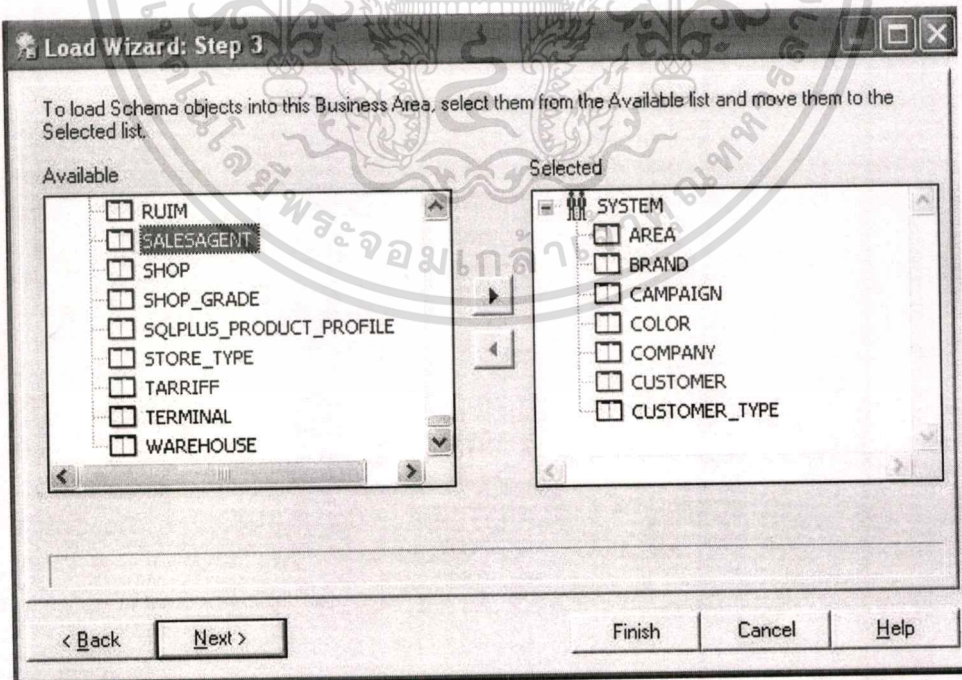 Load Wizard: Step 3
To load Schema objects into this Business Area, select them from the Available list and move them to the
Selected list.
Available
RUIM
SALESAGENT
SHOP
SHOP_GRADE
SQLPLUS_PRODUCT_PROFILE
STORE_TYPE
TARRIFF
TERMINAL
WAREHOUSE
Selected
SYSTEM
AREA
BRAND
CAMPAIGN
COLOR
COMPANY
CUSTOMER
CUSTOMER_TYPE
< Back
Next >
Finish
Cancel
Help